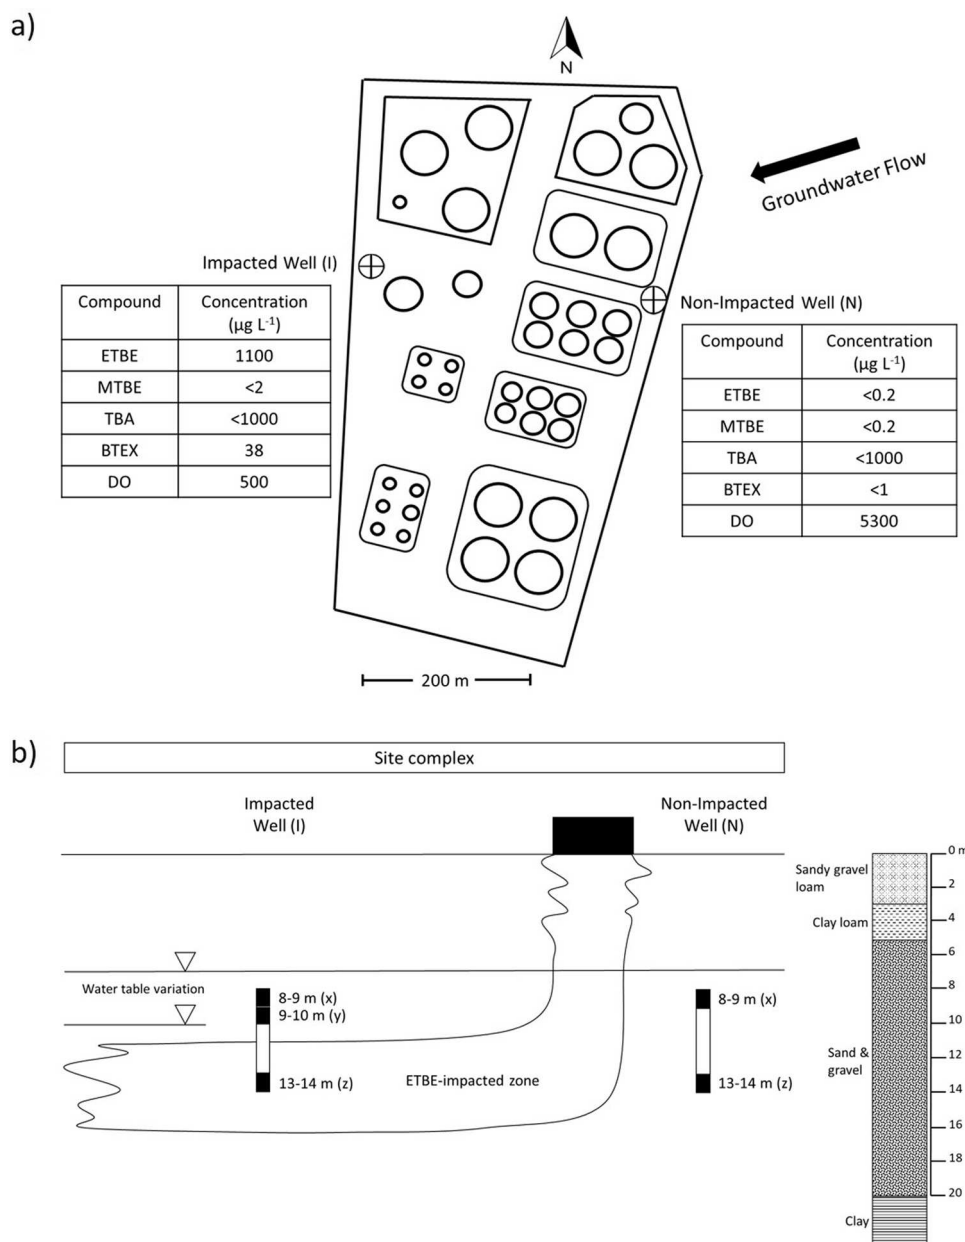 a)
N
Groundwater Flow
Impacted Well (I)
Compound Concentration
(µg L-1)
ETBE 1100
MTBE <2
TBA <1000
BTEX 38
DO 500
Non-Impacted Well (N)
Compound Concentration
(µg L-1)
ETBE <0.2
MTBE <0.2
TBA <1000
BTEX <1
DO 5300
200 m
b)
Site complex
Impacted
Well (I)
Non-Impacted
Well (N)
Water table variation
8-9 m (x)
9-10 m (y)
13-14 m (z)
ETBE-impacted zone
8-9 m (x)
13-14 m (z)
Sandy gravel
loam
Clay loam
Sand &
gravel
Clay
0 m
2
4
6
8
10
12
14
16
18
20